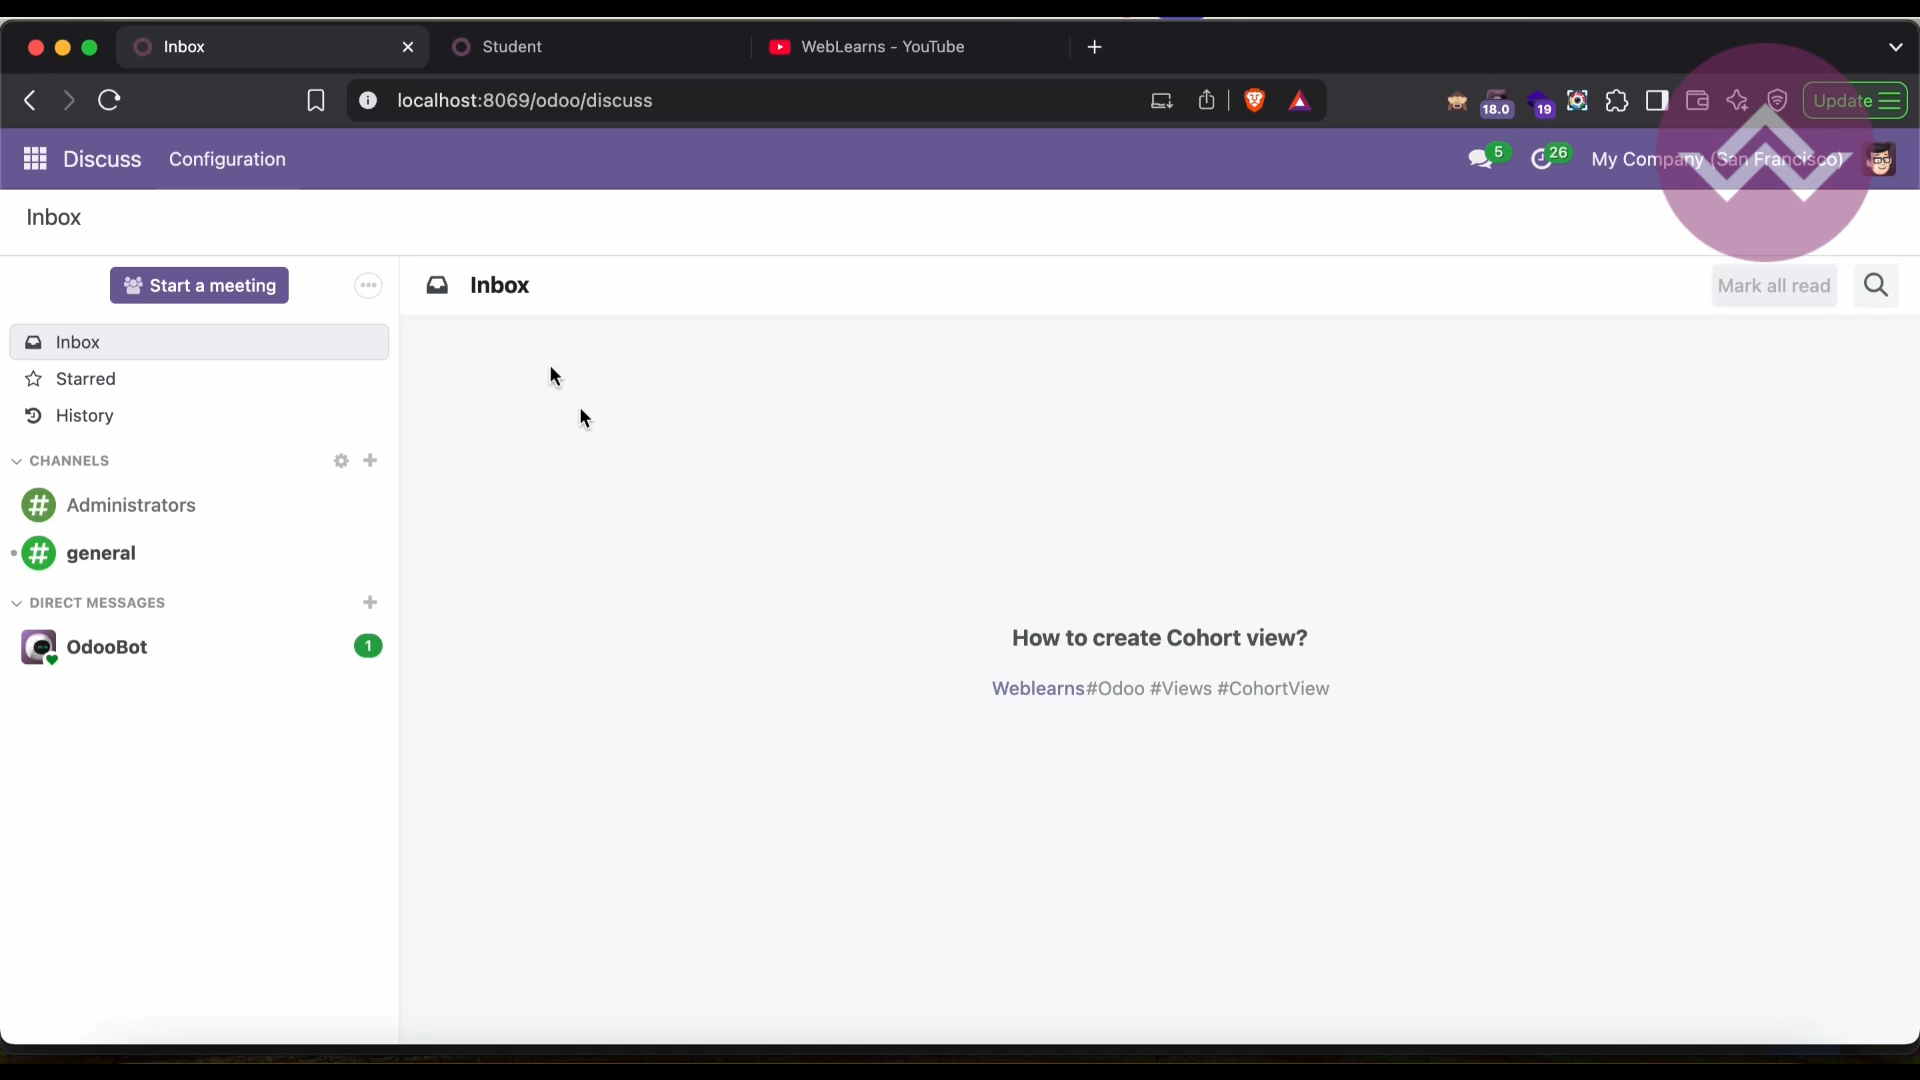 Inbox
Student
WebLearns - YouTube
localhost:8069/odoo/discuss
18.0
19
Update
Discuss
Configuration
5
26
My Company (San Francisco)
Inbox
Start a meeting
Inbox
Mark all read
Inbox
Starred
History
CHANNELS
Administrators
general
DIRECT MESSAGES
OdooBot
1
How to create Cohort view?
Weblearns#Odoo #Views #CohortView